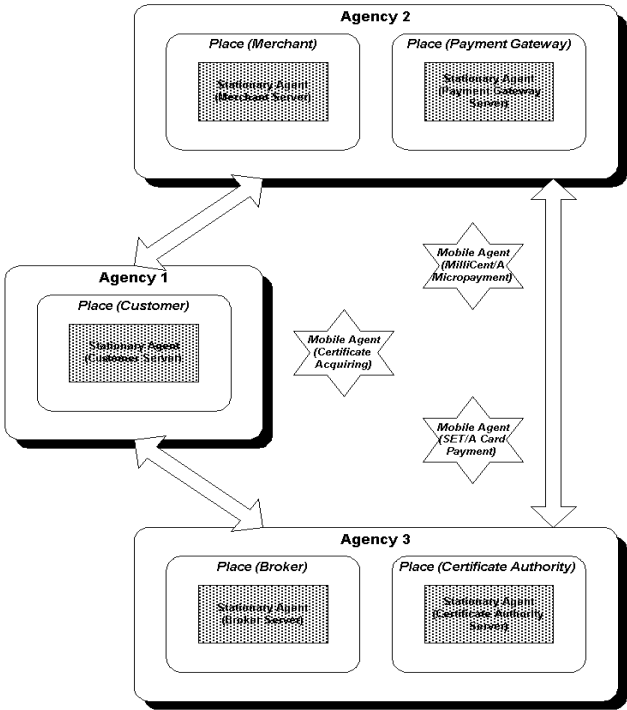 Agency 2
Place (Merchant)
Stationary Agent
(Merchant Server)
Place (Payment Gateway)
Stationary Agent
(Payment Gateway
Server)
Mobile Agent
(MilliCent/A
Micropayment)
Agency 1
Place (Customer)
Stationary Agent
(Customer Server)
Mobile Agent
(Certificate
Acquiring)
Mobile Agent
(SET/A Card
Payment)
Agency 3
Place (Broker)
Stationary Agent
(Broker Server)
Place (Certificate Authority)
Stationary Agent
(Certificate Authority
Server)